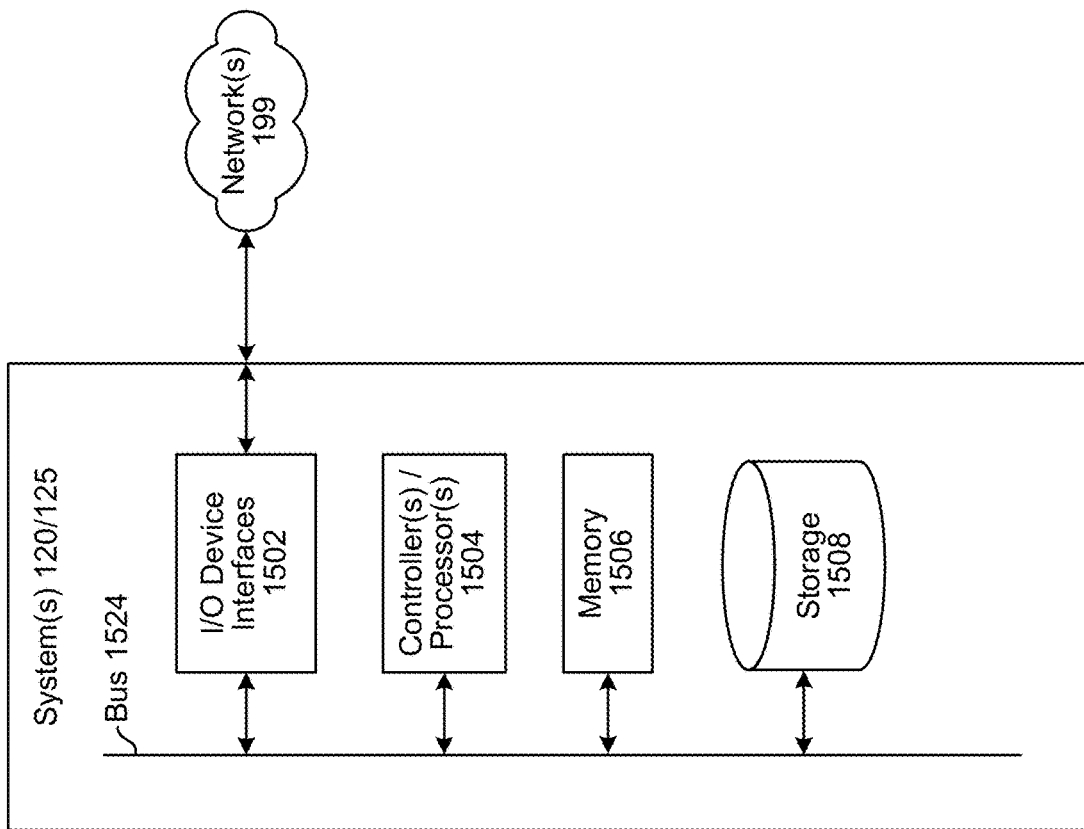 System(s) 120/125
Bus 1524
I/O Device
Interfaces
1502
Controller(s) /
Processor(s)
1504
Memory
1506
Storage
1508
Network(s)
199